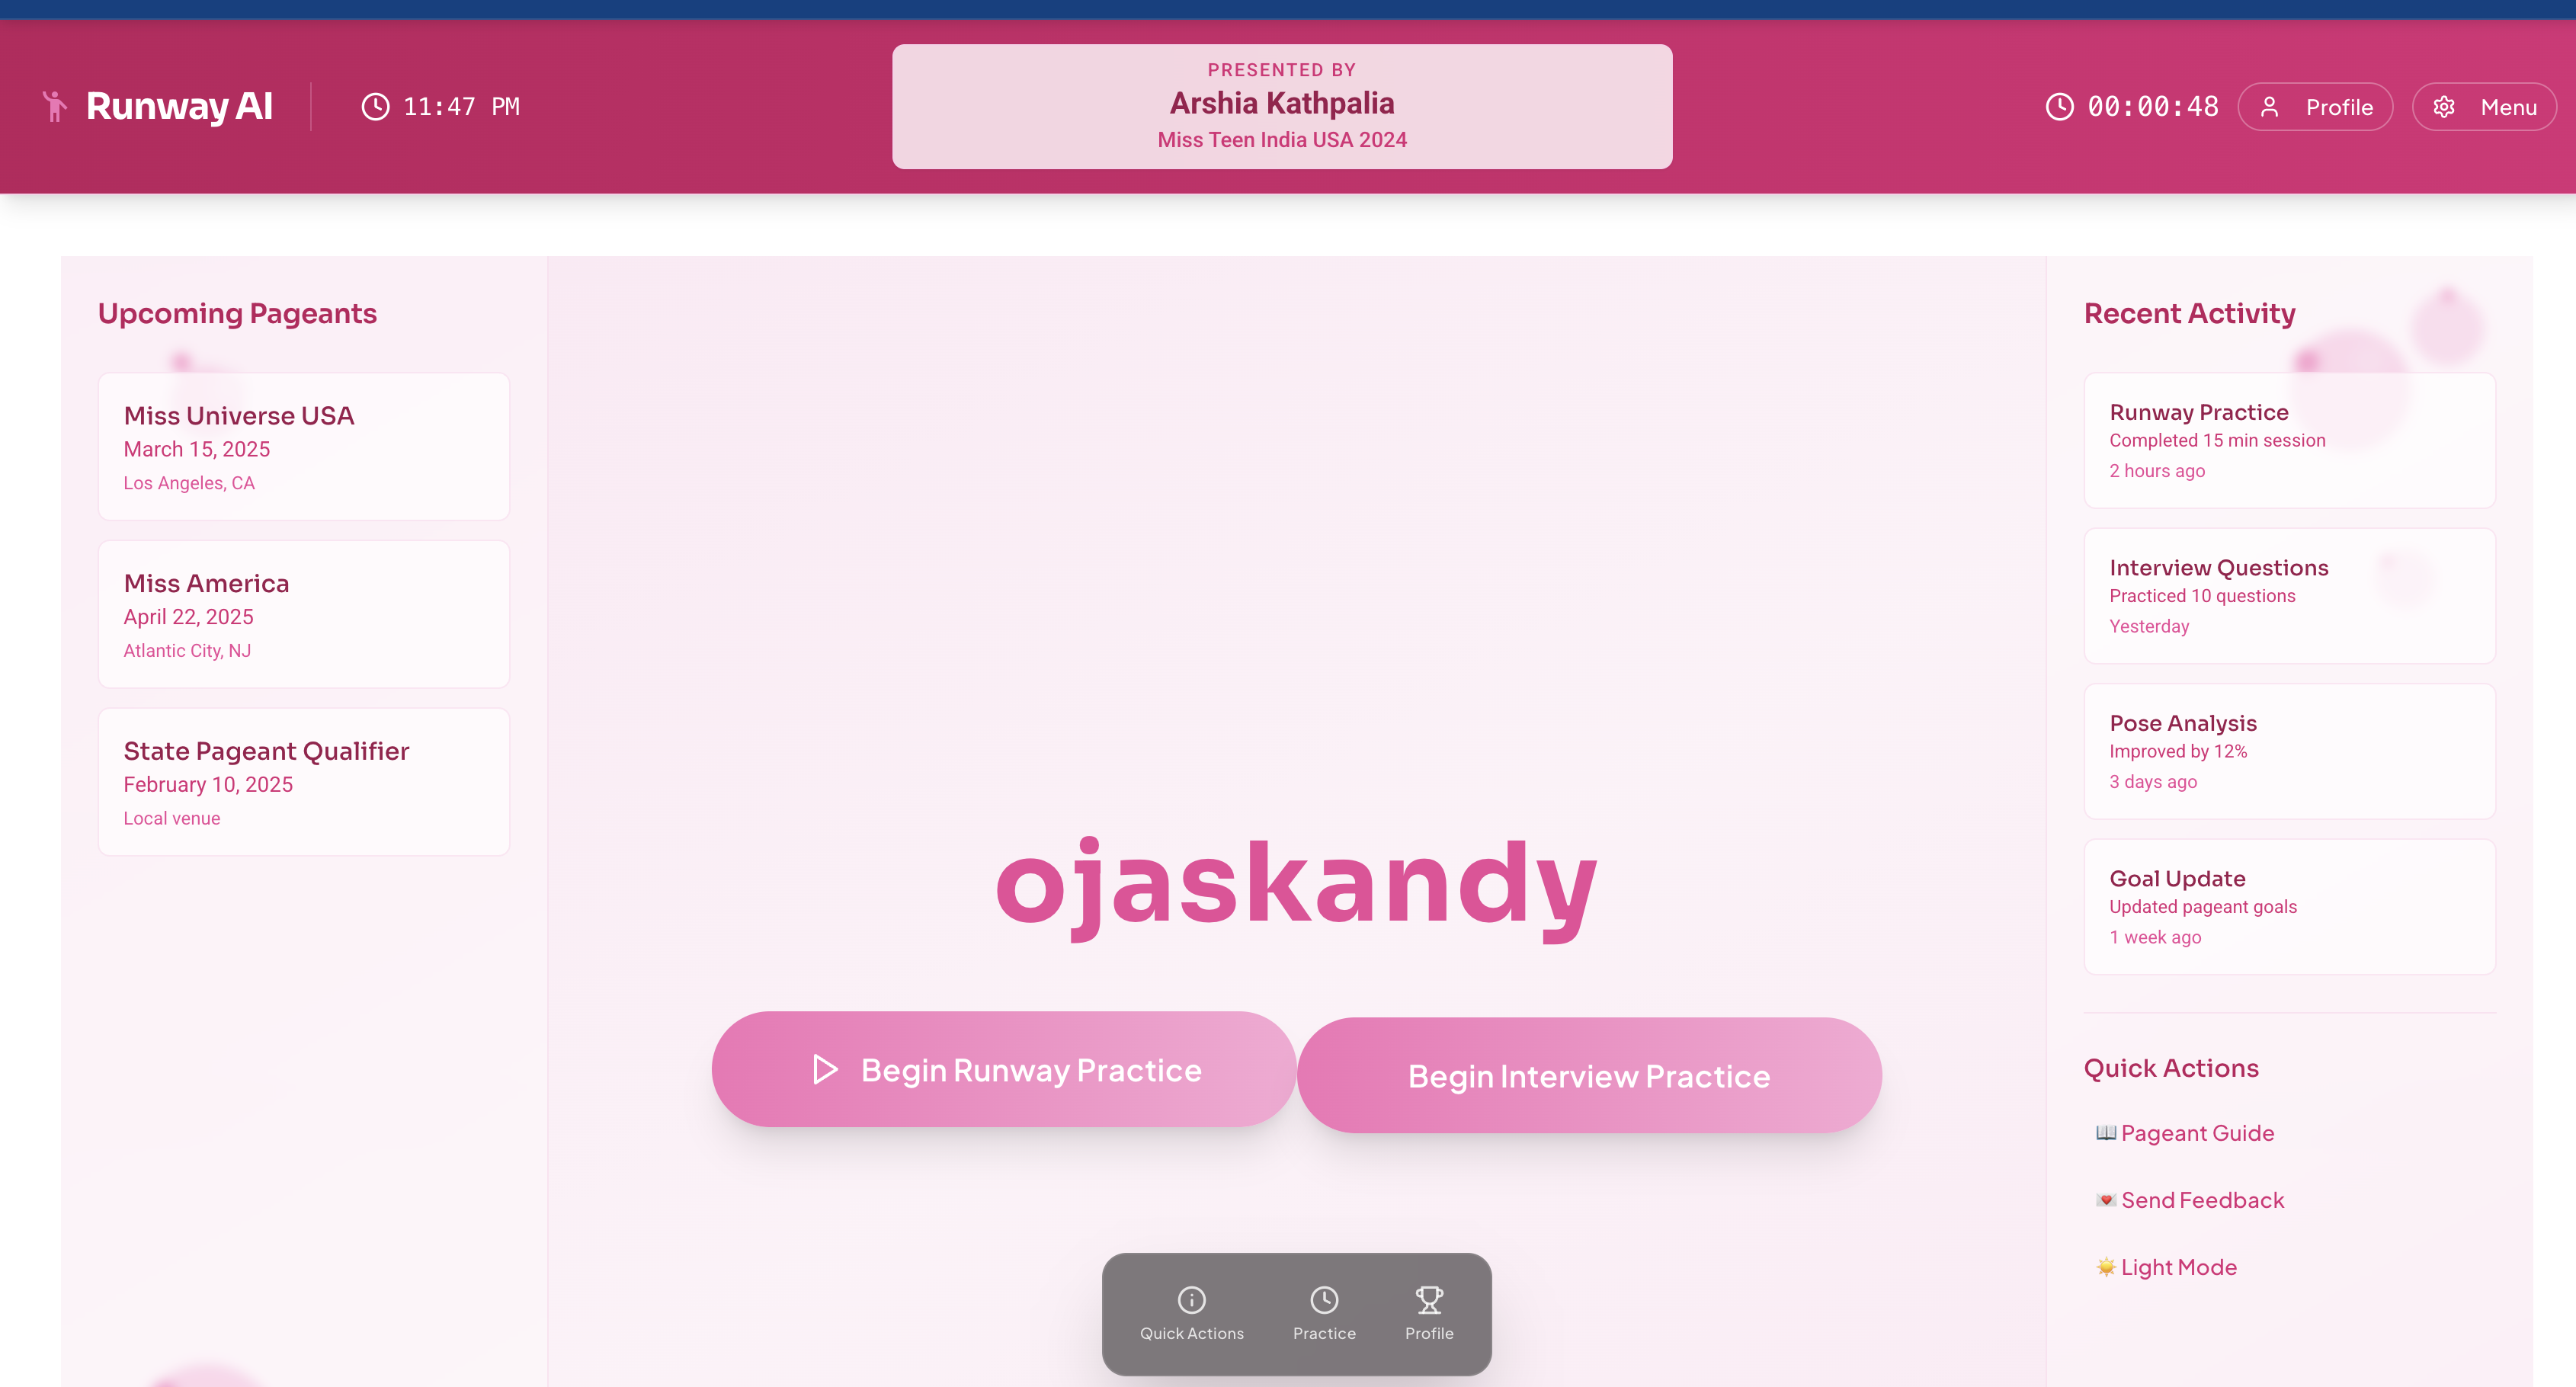 Runway AI
11:47 PM
PRESENTED BY
Arshia Kathpalia
Miss Teen India USA 2024
00:00:48
Profile
Menu
Upcoming Pageants
Miss Universe USA
March 15, 2025
Los Angeles, CA
Miss America
April 22, 2025
Atlantic City, NJ
State Pageant Qualifier
February 10, 2025
Local venue
ojaskandy
Begin Runway Practice
Begin Interview Practice
Quick Actions
Practice
Profile
Recent Activity
Runway Practice
Completed 15 min session
2 hours ago
Interview Questions
Practiced 10 questions
Yesterday
Pose Analysis
Improved by 12%
3 days ago
Goal Update
Updated pageant goals
1 week ago
Quick Actions
📖 Pageant Guide
💌 Send Feedback
☀️ Light Mode